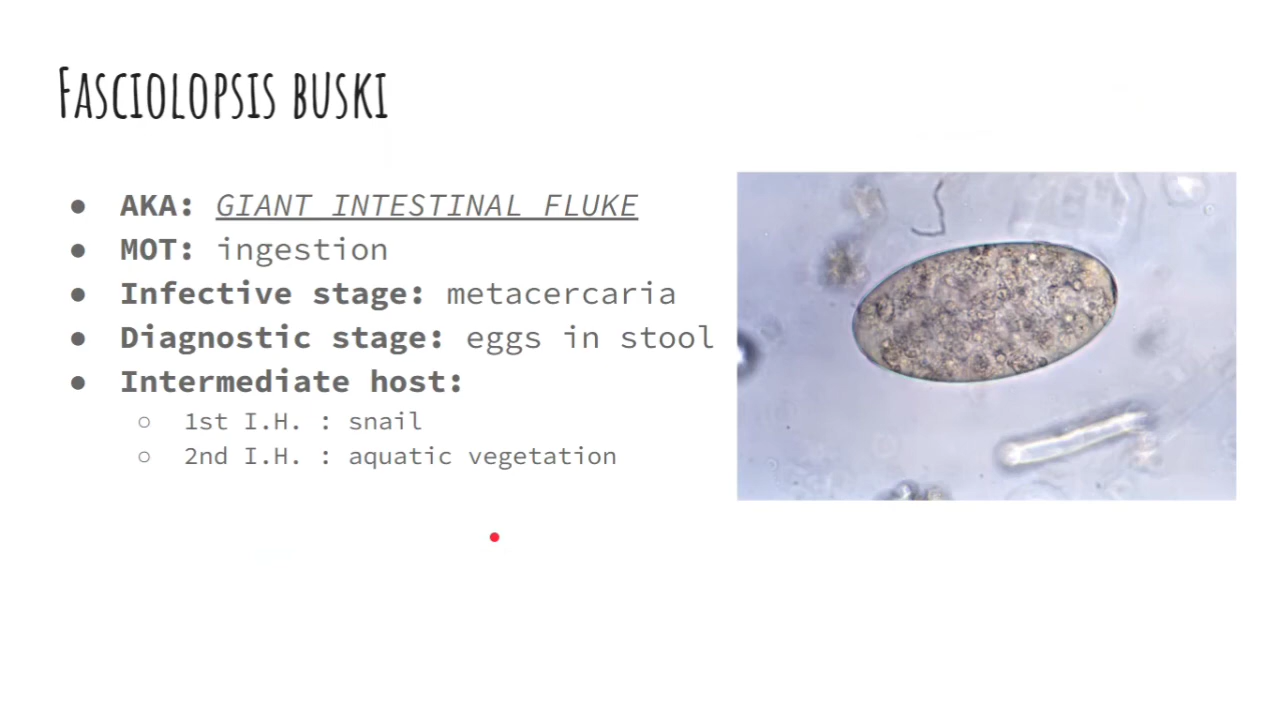 FASCIOLOPSIS BUSKI
● AKA: GIANT INTESTINAL FLUKE
● MOT: ingestion
● Infective stage: metacercaria
● Diagnostic stage: eggs in stool
● Intermediate host:
○ 1st I.H. : snail
○ 2nd I.H. : aquatic vegetation